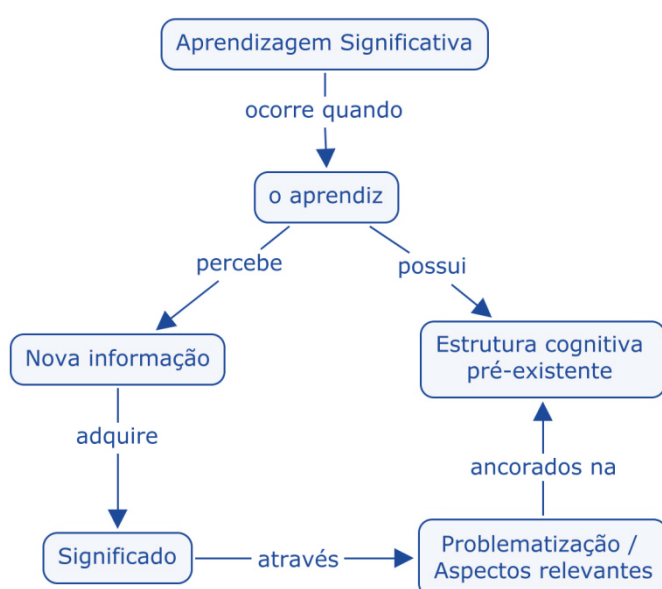 Aprendizagem Significativa
ocorre quando
o aprendiz
percebe
possui
Nova informação
Estrutura cognitiva
pré-existente
adquire
ancorados na
Significado
através
Problematização /
Aspectos relevantes